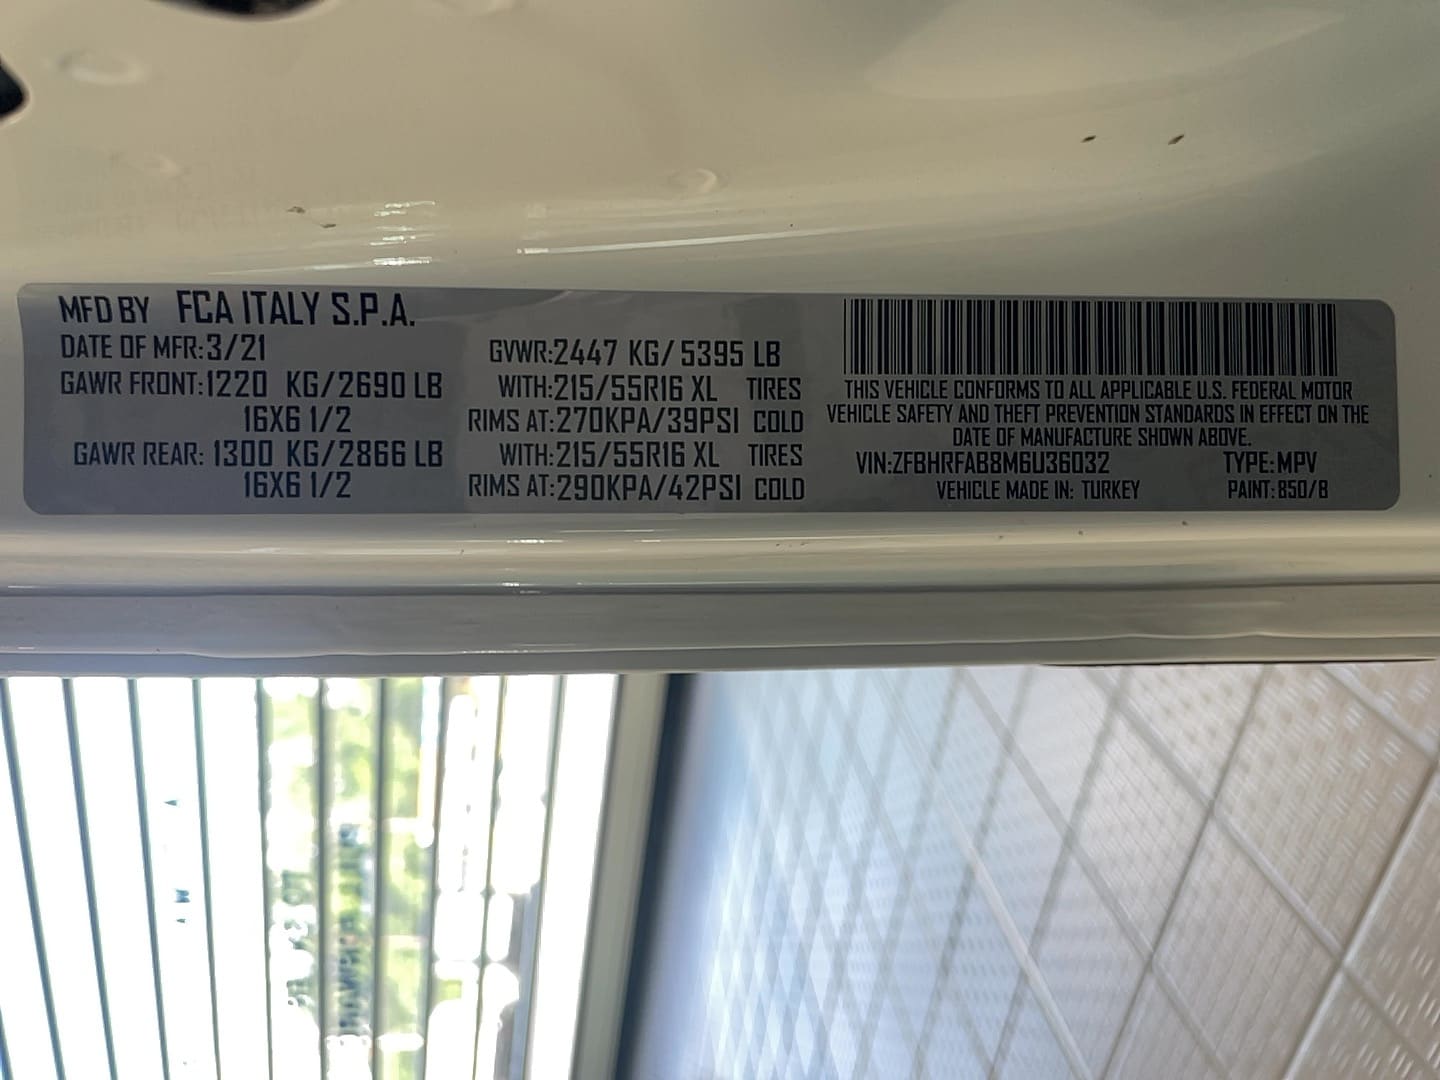 MFD BY FCA ITALY S.P.A.
DATE OF MFR:3/21
GAWR FRONT:1220 KG/2690 LB
16X6 1/2
GAWR REAR: 1300 KG/2866 LB
16X6 1/2
GVWR:2447 KG/5395 LB
WITH:215/55R16 XL TIRES
RIMS AT:270KPA/39PSI COLD
WITH:215/55R16 XL TIRES
RIMS AT:290KPA/42PSI COLD
THIS VEHICLE CONFORMS TO ALL APPLICABLE U.S. FEDERAL MOTOR
VEHICLE SAFETY AND THEFT PREVENTION STANDARDS IN EFFECT ON THE
DATE OF MANUFACTURE SHOWN ABOVE.
VIN:ZFBHRFAB8M6U36032 TYPE:MPV
VEHICLE MADE IN: TURKEY PAINT:850/8